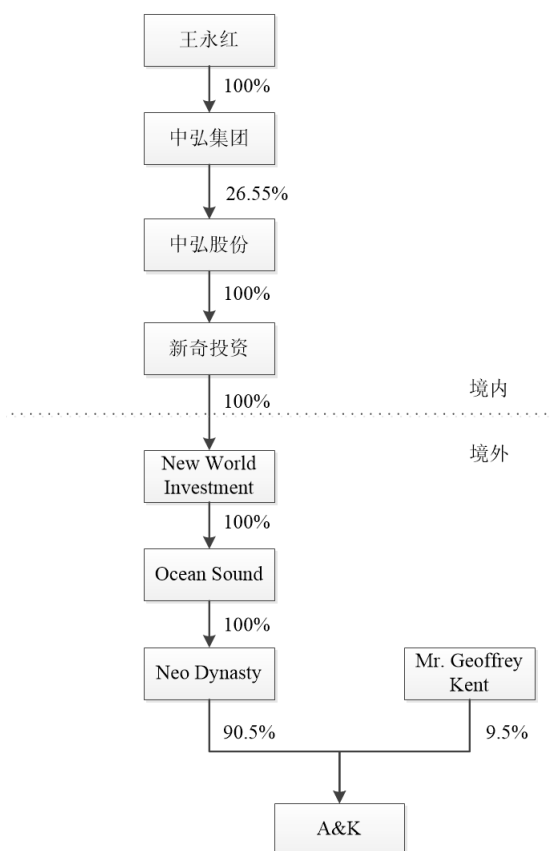 王永红
100%
中弘集团
26.55%
中弘股份
100%
新奇投资
境内
100%
境外
New World
Investment
100%
Ocean Sound
100%
Neo Dynasty
Mr. Geoffrey
Kent
90.5%
9.5%
A&K